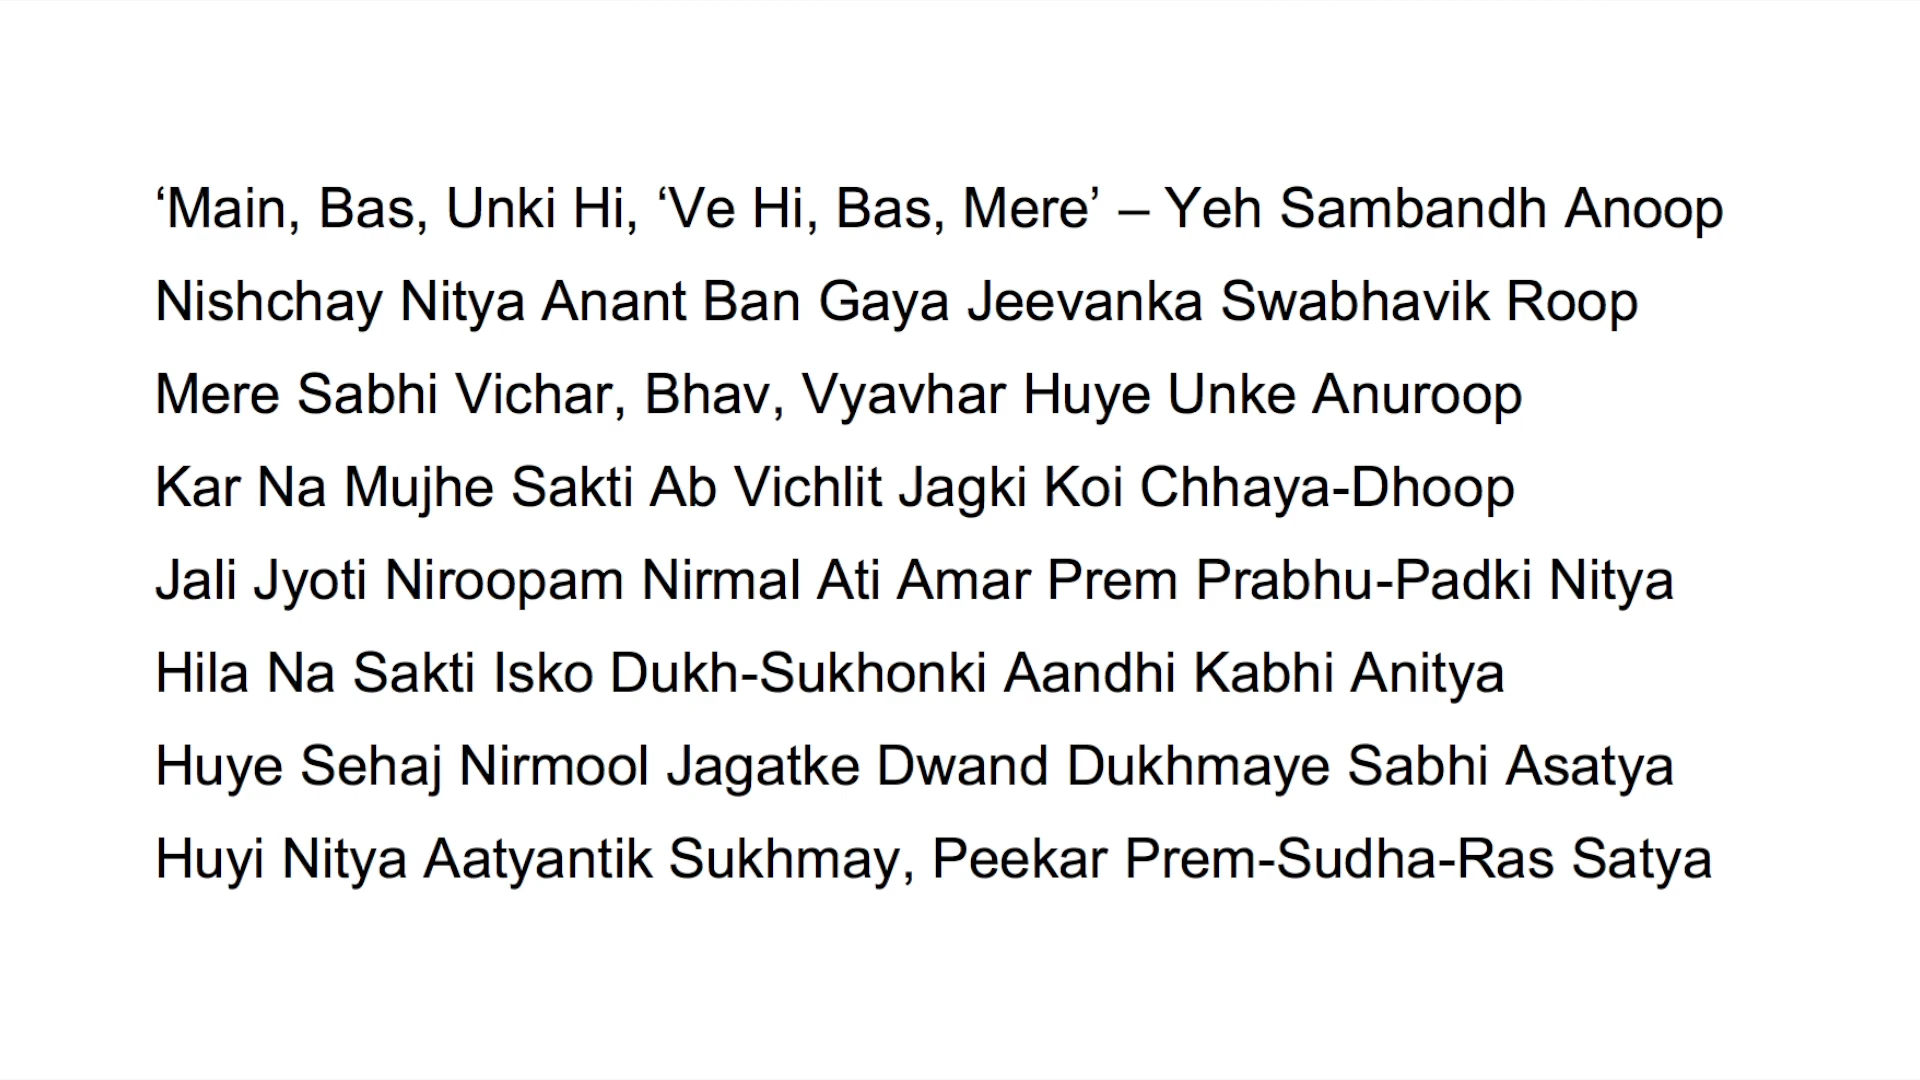 ‘Main, Bas, Unki Hi, ‘Ve Hi, Bas, Mere’ – Yeh Sambandh Anoop
Nishchay Nitya Anant Ban Gaya Jeevanka Swabhavik Roop
Mere Sabhi Vichar, Bhav, Vyavhar Huye Unke Anuroop
Kar Na Mujhe Sakti Ab Vichlit Jagki Koi Chhaya-Dhoop
Jali Jyoti Niroopam Nirmal Ati Amar Prem Prabhu-Padki Nitya
Hila Na Sakti Isko Dukh-Sukhonki Aandhi Kabhi Anitya
Huye Sehaj Nirmool Jagatke Dwand Dukhmaye Sabhi Asatya
Huyi Nitya Aatyantik Sukhmay, Peekar Prem-Sudha-Ras Satya